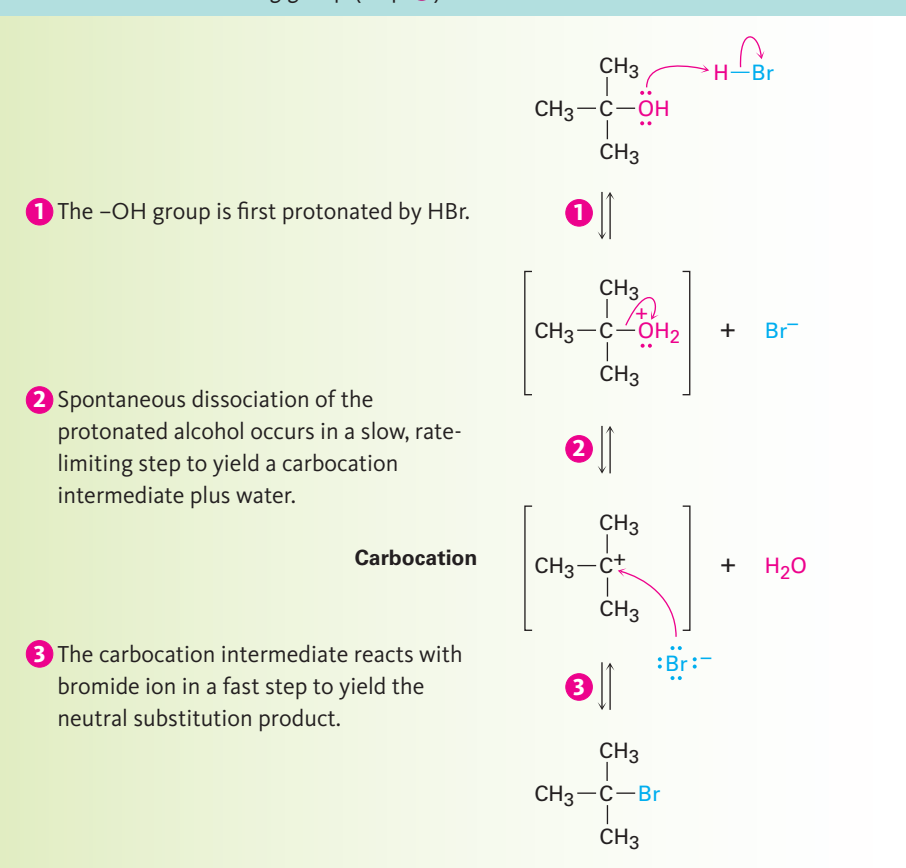 CH3
H—Br
CH3—C—OH
CH3
1 The –OH group is first protonated by HBr.
1
CH3
CH3—C—OH2 + Br–
+
CH3
2 Spontaneous dissociation of the
protonated alcohol occurs in a slow, rate-
limiting step to yield a carbocation
intermediate plus water.
2
CH3
Carbocation
CH3—C+ + H2O
CH3
3 The carbocation intermediate reacts with
bromide ion in a fast step to yield the
neutral substitution product.
:Br:–
3
CH3
CH3—C—Br
CH3